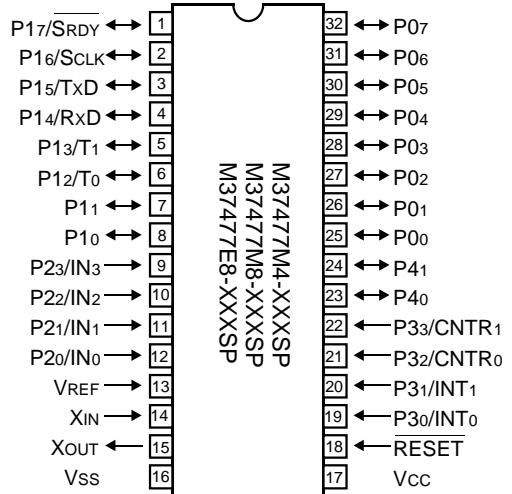 P17/SRDY 1 32 P07
P16/SCLK 2 31 P06
P15/TXD 3 30 P05
P14/RXD 4 29 P04
P13/T1 5 28 P03
P12/T0 6 27 P02
P11 7 26 P01
P10 8 25 P00
P23/IN3 9 24 P41
P22/IN2 10 23 P40
P21/IN1 11 22 P33/CNTR1
P20/IN0 12 21 P32/CNTR0
VREF 13 20 P31/INT1
XIN 14 19 P30/INT0
XOUT 15 18 RESET
VSS 16 17 VCC
M37477M4-XXXSP
M37477M8-XXXSP
M37477E8-XXXSP